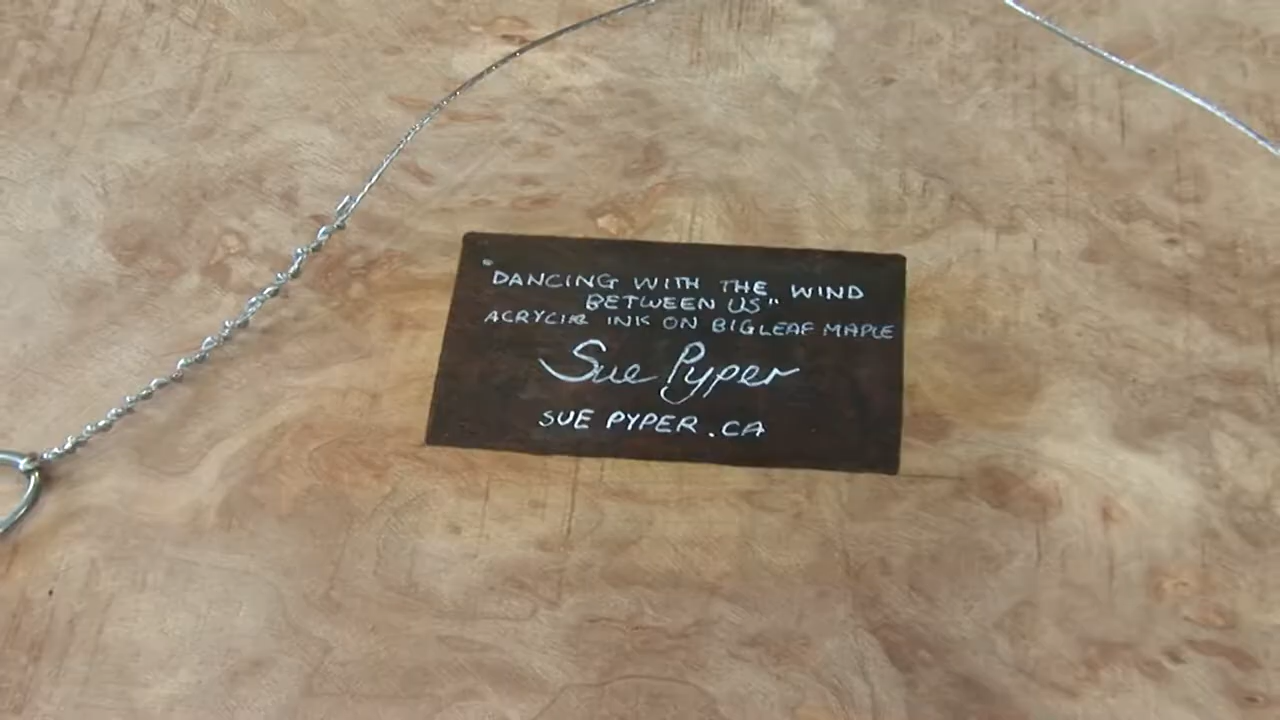 "DANCING WITH THE WIND
BETWEEN US"
ACRYCIR INK ON BIGLEAF MAPLE
Sue Pyper
SUE PYPER.CA